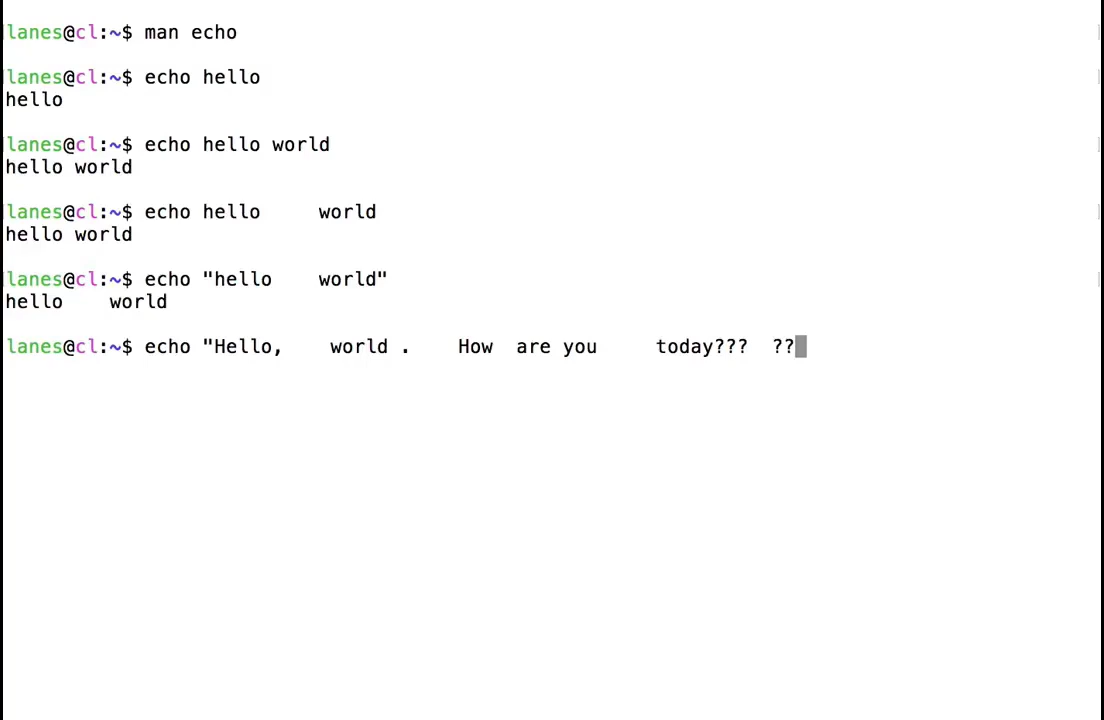 lanes@cl:~$ man echo
lanes@cl:~$ echo hello
hello
lanes@cl:~$ echo hello world
hello world
lanes@cl:~$ echo hello     world
hello world
lanes@cl:~$ echo "hello    world"
hello    world
lanes@cl:~$ echo "Hello,    world .    How  are you     today???  ??